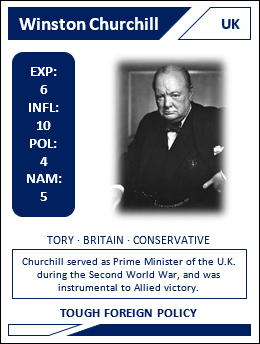 Winston Churchill
UK
EXP:
6
INFL:
10
POL:
4
NAM:
5
TORY · BRITAIN · CONSERVATIVE
Churchill served as Prime Minister of the U.K.
during the Second World War, and was
instrumental to Allied victory.
TOUGH FOREIGN POLICY